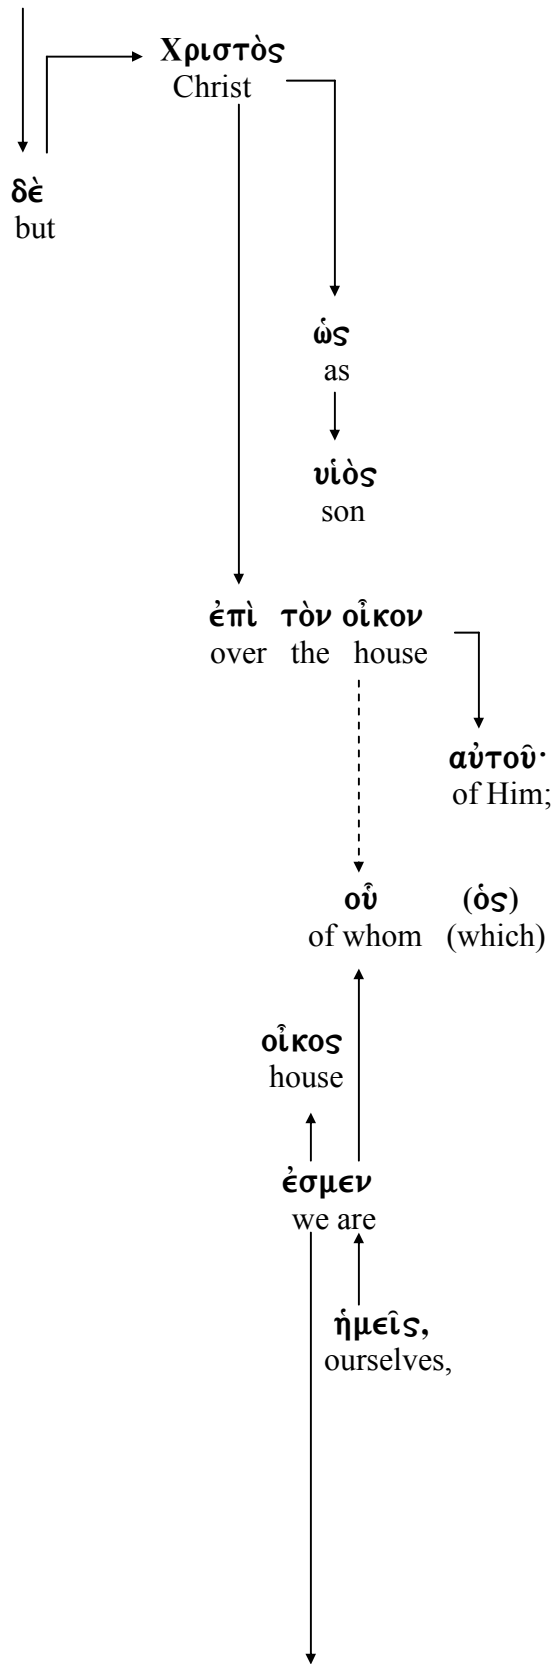 Χριστὸς
Christ
δὲ
but
ὡς
as
υἱὸς
son
ἐπὶ τὸν οἶκον
over the house
αὐτοῦ·
of Him;
οὗ (ὃς)
of whom (which)
οἶκος
house
ἐσμεν
we are
ἡμεῖς,
ourselves,